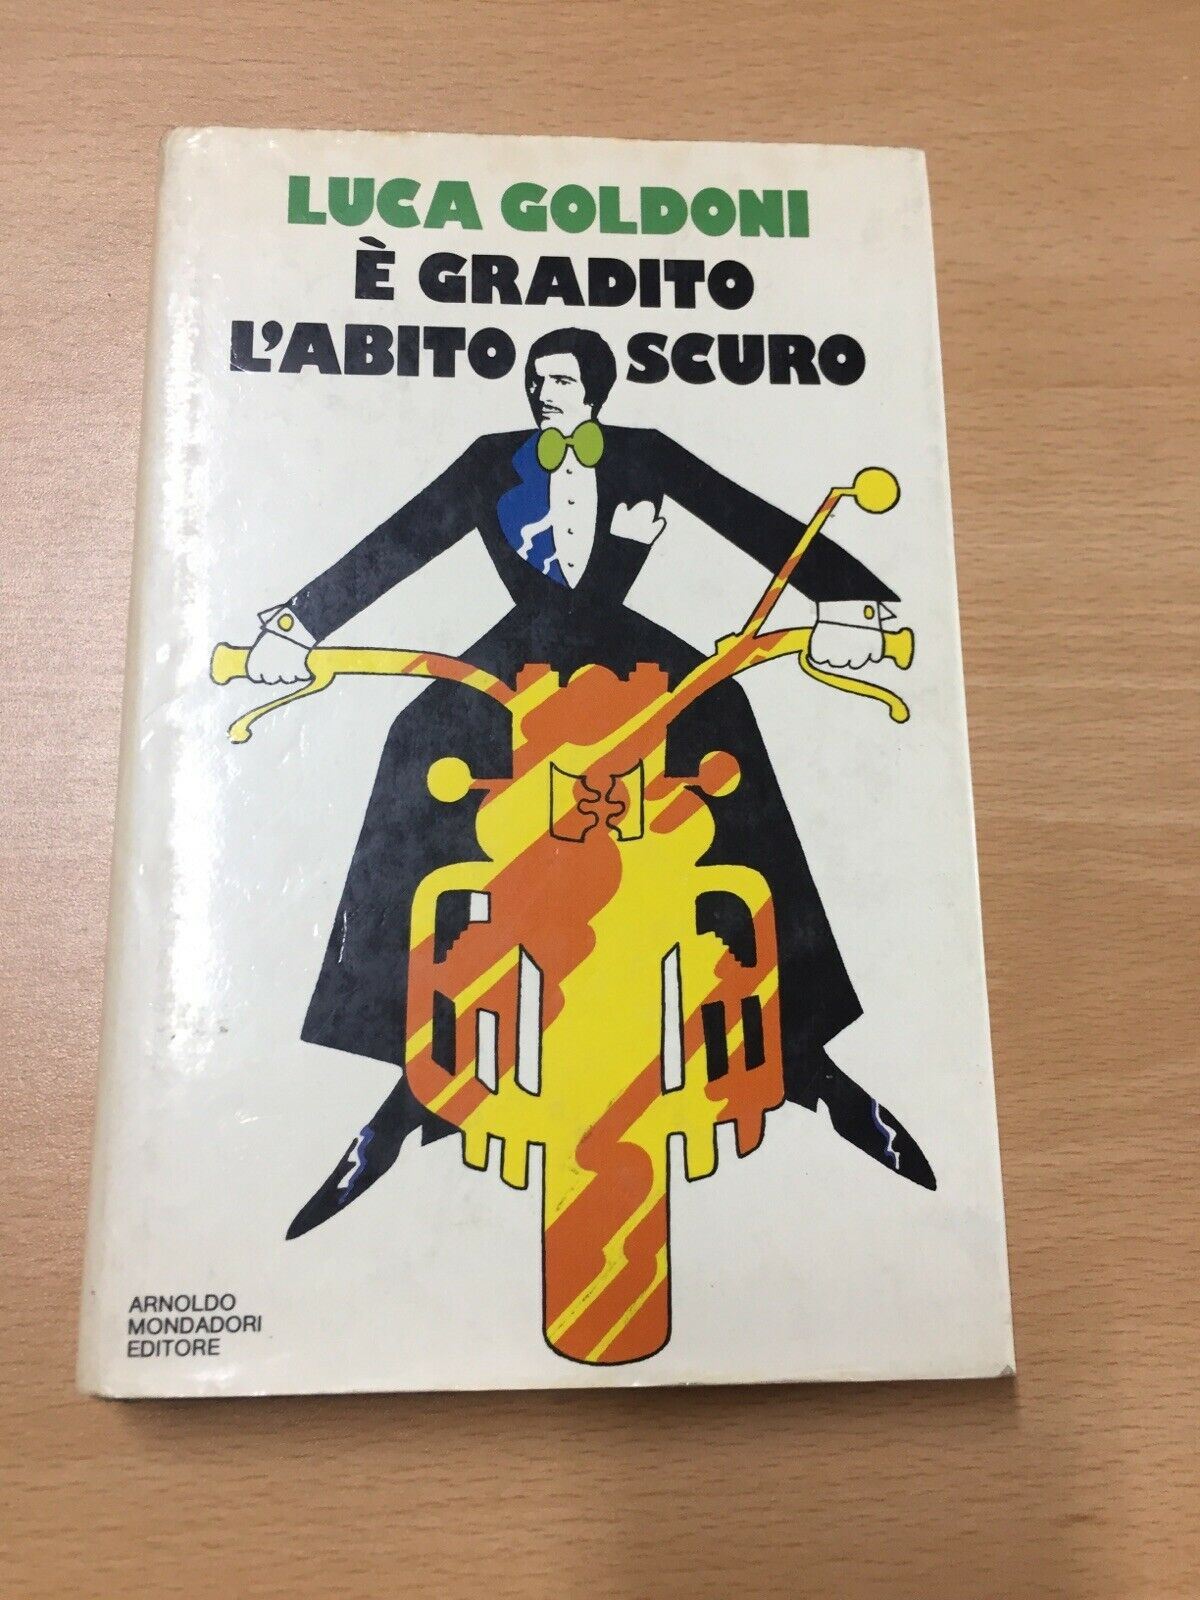 LUCA GOLDONI
È GRADITO
L'ABITO SCURO
ARNOLDO
MONDADORI
EDITORE